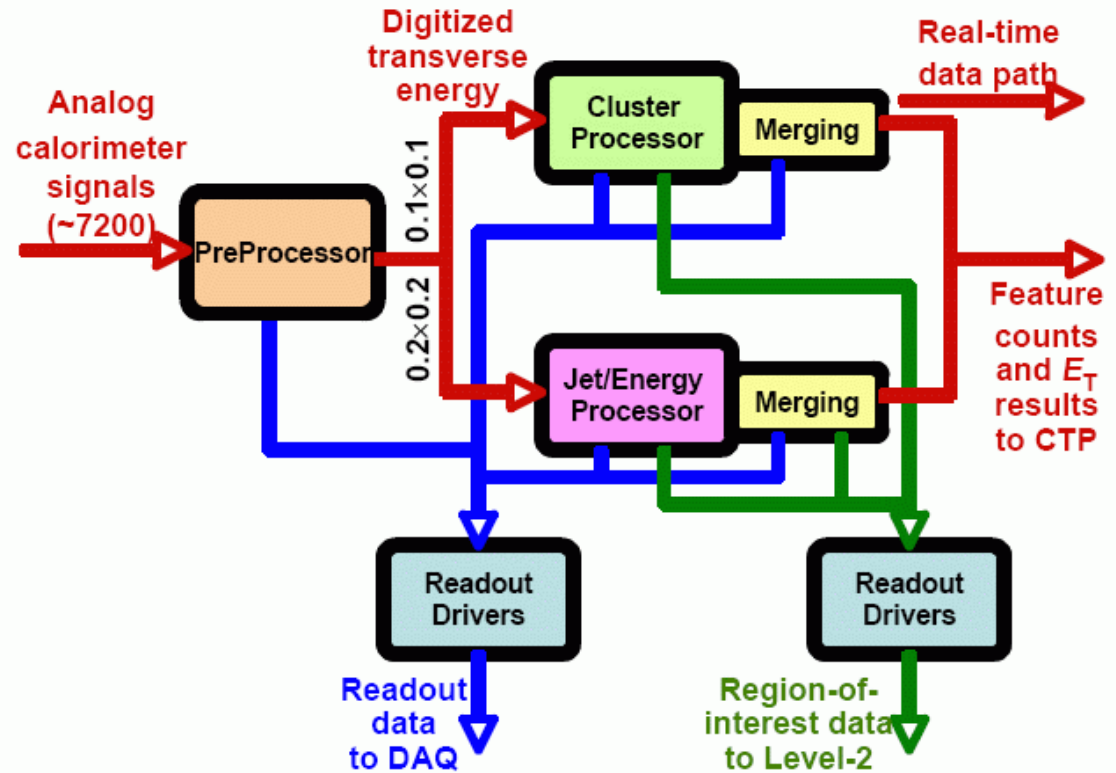 Digitized
transverse
energy
Real-time
data path
Analog
calorimeter
signals
(~7200)
Cluster
Processor
Merging
0.1×0.1
PreProcessor
0.2×0.2
Feature
counts
and ET
results
to CTP
Jet/Energy
Processor
Merging
Readout
Drivers
Readout
Drivers
Readout
data
to DAQ
Region-of-
interest data
to Level-2